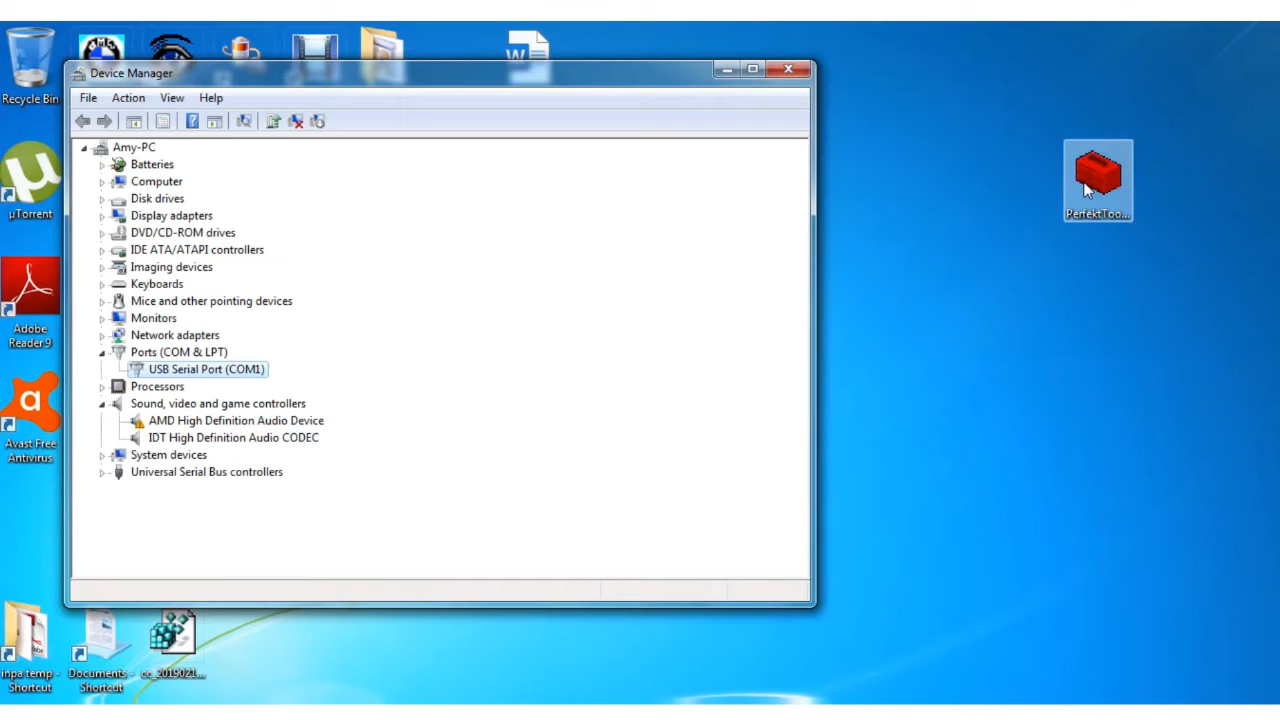 Recycle Bin
µTorrent
Adobe
Reader 9
Avast Free
Antivirus
inpa temp -
Shortcut
Documents -
Shortcut
cc_2019021...
Device Manager
File Action View Help
Amy-PC
Batteries
Computer
Disk drives
Display adapters
DVD/CD-ROM drives
IDE ATA/ATAPI controllers
Imaging devices
Keyboards
Mice and other pointing devices
Monitors
Network adapters
Ports (COM & LPT)
USB Serial Port (COM1)
Processors
Sound, video and game controllers
AMD High Definition Audio Device
IDT High Definition Audio CODEC
System devices
Universal Serial Bus controllers
PerfektToo...